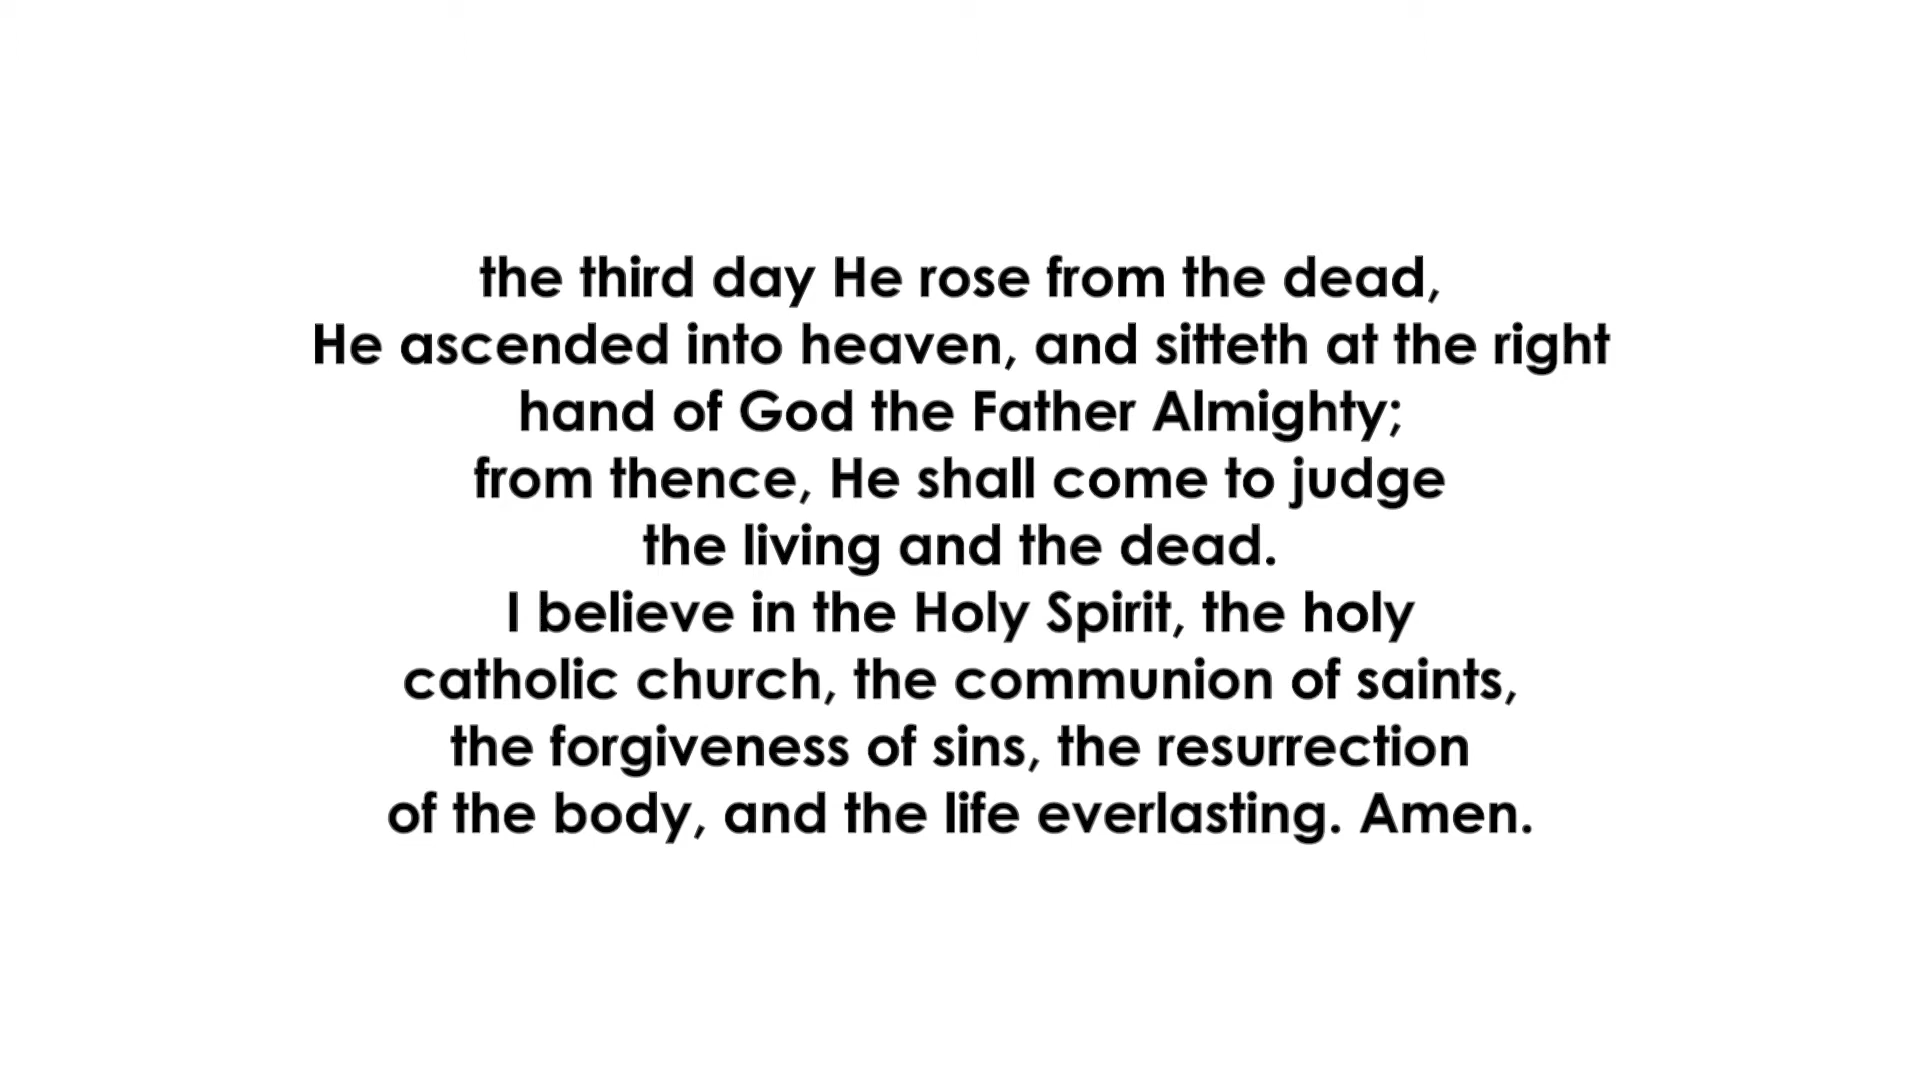 the third day He rose from the dead,
He ascended into heaven, and sitteth at the right
hand of God the Father Almighty;
from thence, He shall come to judge
the living and the dead.
I believe in the Holy Spirit, the holy
catholic church, the communion of saints,
the forgiveness of sins, the resurrection
of the body, and the life everlasting. Amen.